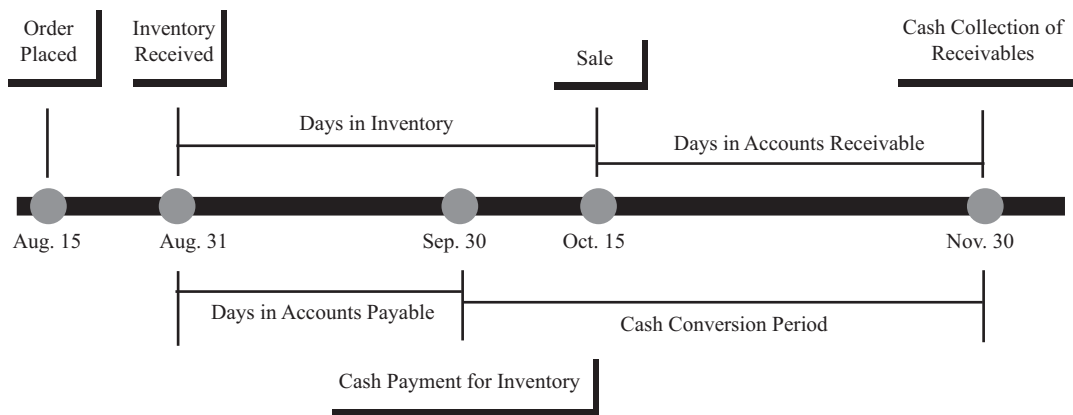 Order
Placed
Inventory
Received
Sale
Cash Collection of
Receivables
Days in Inventory
Days in Accounts Receivable
Aug. 15
Aug. 31
Sep. 30
Oct. 15
Nov. 30
Days in Accounts Payable
Cash Conversion Period
Cash Payment for Inventory